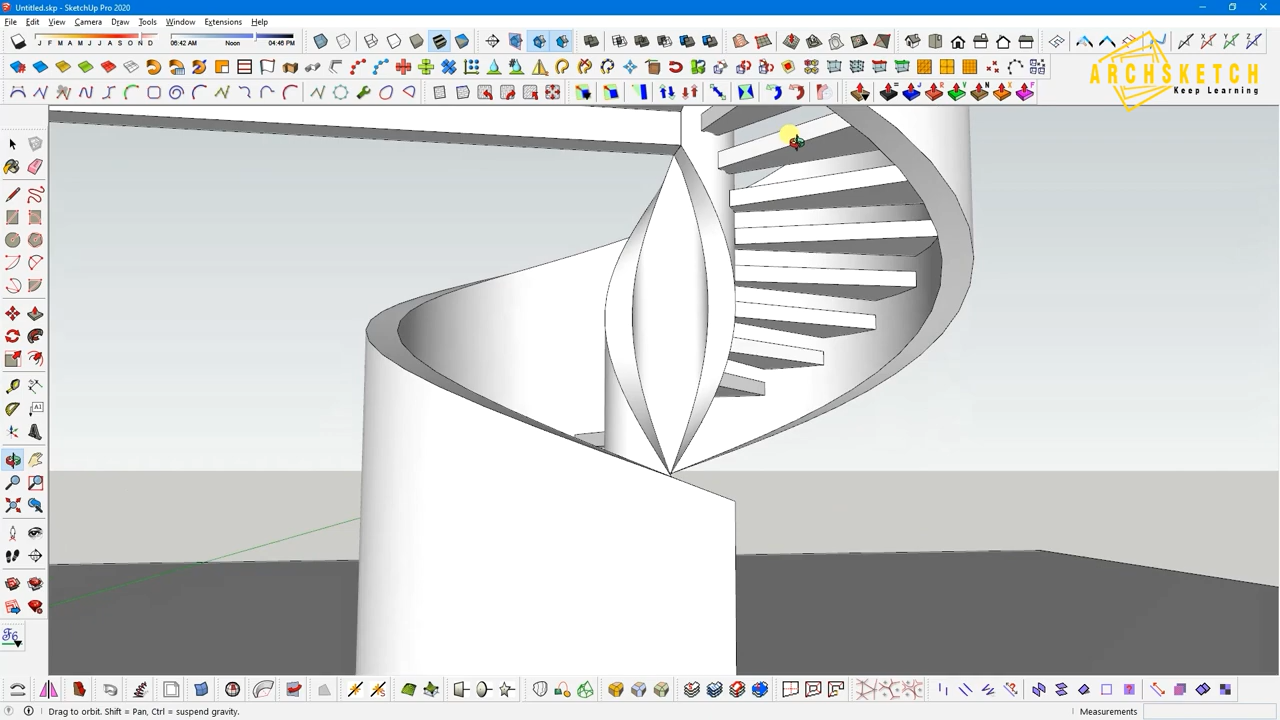 Untitled.skp - SketchUp Pro 2020
File Edit View Camera Draw Tools Window Extensions Help
J F M A M J J A S O N D
06:42 AM Noon 04:46 PM
ARCHSKETCH
Keep Learning
Drag to orbit. Shift = Pan, Ctrl = suspend gravity.
Measurements